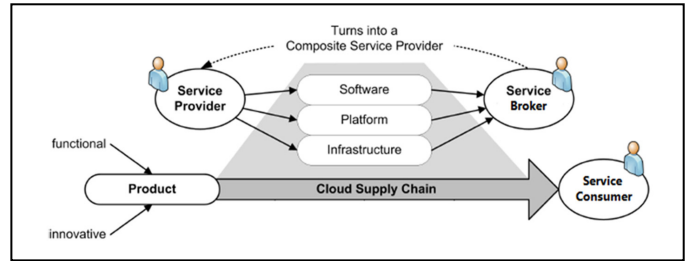 Turns into a
Composite Service Provider
Service
Provider
Software
Platform
Infrastructure
Service
Broker
functional
Product
innovative
Cloud Supply Chain
Service
Consumer